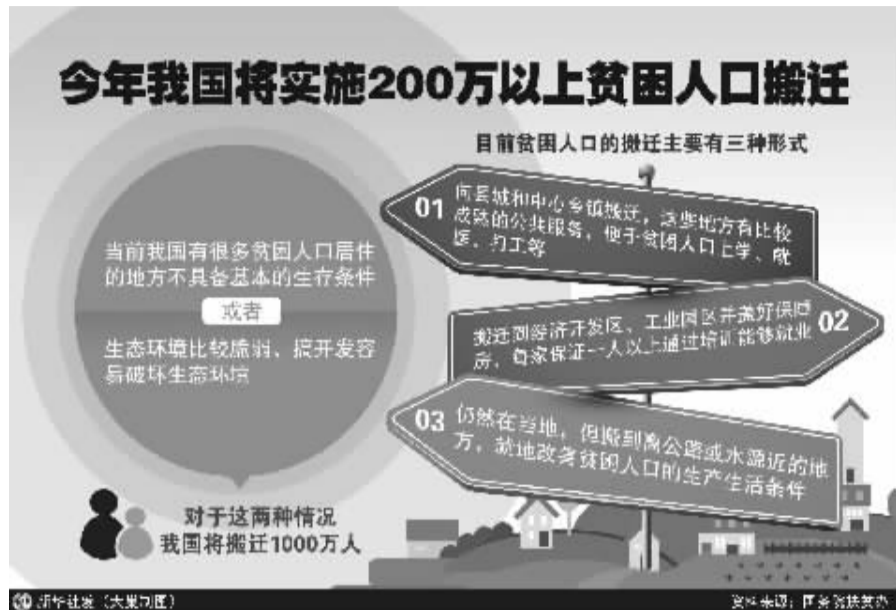 今年我国将实施200万以上贫困人口搬迁
目前贫困人口的搬迁主要有三种形式
当前我国有很多贫困人口居住
的地方不具备基本的生存条件
或者
生态环境比较脆弱、搞开发容
易破坏生态环境
对于这两种情况
我国将搬迁1000万人
01
向县城和中心乡镇搬迁，这些地方有比较
成熟的公共服务，便于贫困人口上学、就
医、打工等
02
搬迁到经济开发区、工业园区并盖好保障
房，每家保证一人以上通过培训能够就业
03
仍然在当地，但搬到离公路或水源近的地
方，就地改善贫困人口的生产生活条件
新华社发（大巢制图）
资料来源：国务院扶贫办